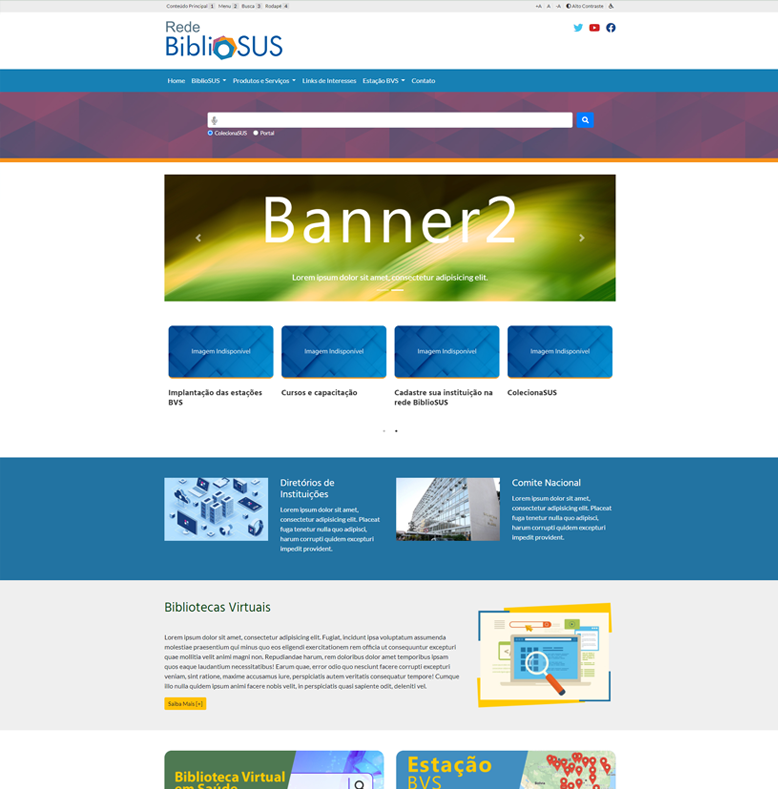 Conteúdo Principal 1 Menu 2 Busca 3 Rodapé 4
+A A -A Alto Contraste
Rede
BiblioSUS
Home BiblioSUS Produtos e Serviços Links de Interesses Estação BVS Contato
ColecionaSUS Portal
Banner2
Lorem ipsum dolor sit amet, consectetur adipisicing elit.
Imagem Indisponível Imagem Indisponível Imagem Indisponível Imagem Indisponível
Implantação das estações
BVS
Cursos e capacitação
Cadastre sua instituição na
rede BiblioSUS
ColecionaSUS
Diretórios de
Instituições
Lorem ipsum dolor sit amet,
consectetur adipisicing elit. Placeat
fuga tenetur nulla quo adipisci,
harum corrupti quidem excepturi
impedit provident.
Comite Nacional
Lorem ipsum dolor sit amet,
consectetur adipisicing elit. Placeat
fuga tenetur nulla quo adipisci,
harum corrupti quidem excepturi
impedit provident.
Bibliotecas Virtuais
Lorem ipsum dolor sit amet, consectetur adipisicing elit. Fugiat, incidunt ipsa voluptatum assumenda
molestiae praesentium qui minus quo eos eligendi exercitationem rem officia ut consequuntur excepturi
quae mollitia velit animi magni non. Repudiandae harum, rem doloribus dolor amet temporibus ipsam
quos eaque laudantium necessitatibus! Earum quae, error odio quo nesciunt facere corrupti excepturi
veniam, sint ratione, maxime accusamus iure, perspiciatis autem veritatis consequatur tempore! Cumque
illo nulla quidem ipsum animi facere nobis velit, in perspiciatis quasi sapiente edit, deleniti vel.
Saiba Mais [+]
Biblioteca Virtual
em Saúde
Estação
BVS